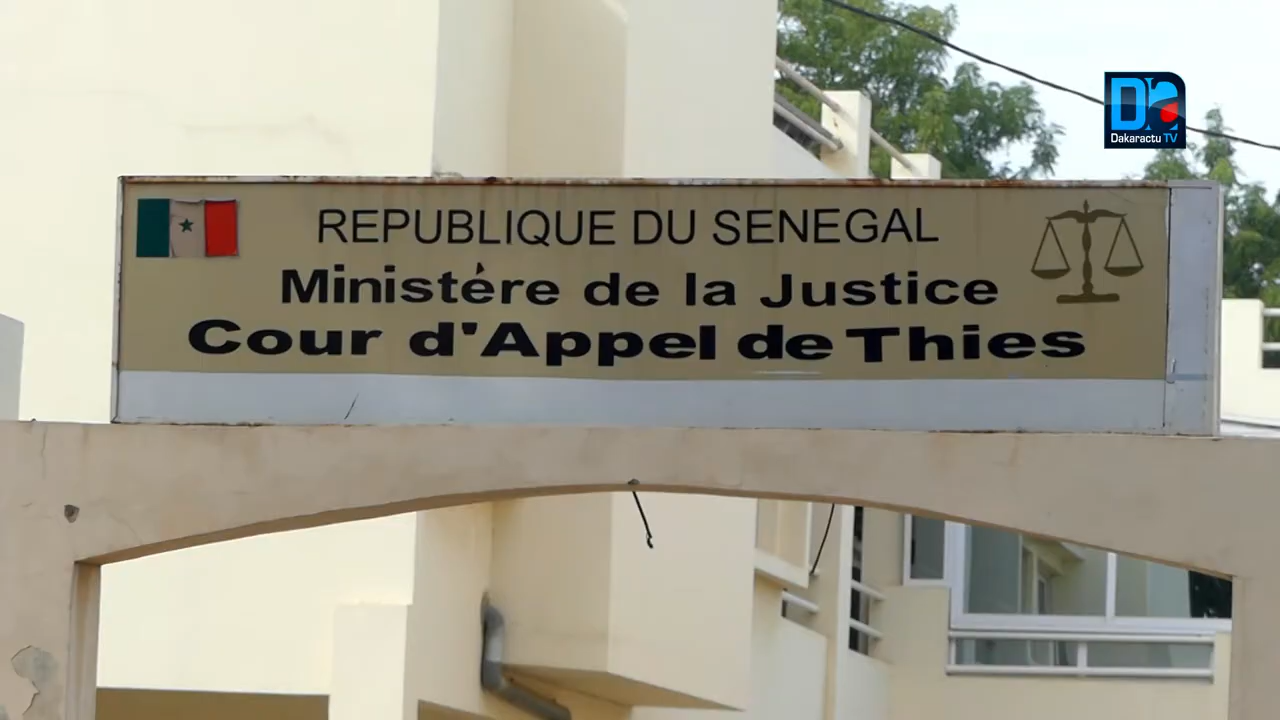 Dakaractu TV
REPUBLIQUE DU SENEGAL
Ministére de la Justice
Cour d'Appel de Thies